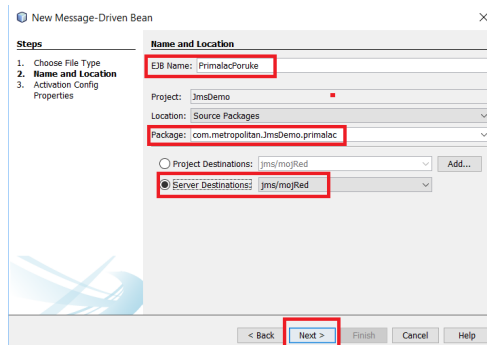 New Message-Driven Bean
Steps
1. Choose File Type
2. Name and Location
3. Activation Config
Properties
Name and Location
EJB Name: PrimalacPoruke
Project: JmsDemo
Location: Source Packages
Package: com.metropolitan.JmsDemo.primalac
Project Destinations: jms/mojRed Add...
Server Destinations: jms/mojRed
< Back Next > Finish Cancel Help